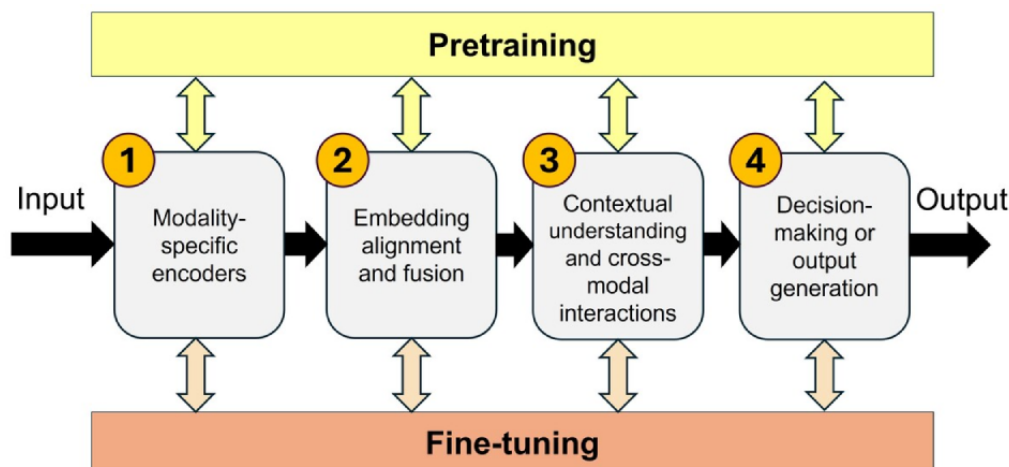 Pretraining
1
2
3
4
Input
Modality-
specific
encoders
Embedding
alignment
and fusion
Contextual
understanding
and cross-
modal
interactions
Decision-
making or
output
generation
Output
Fine-tuning